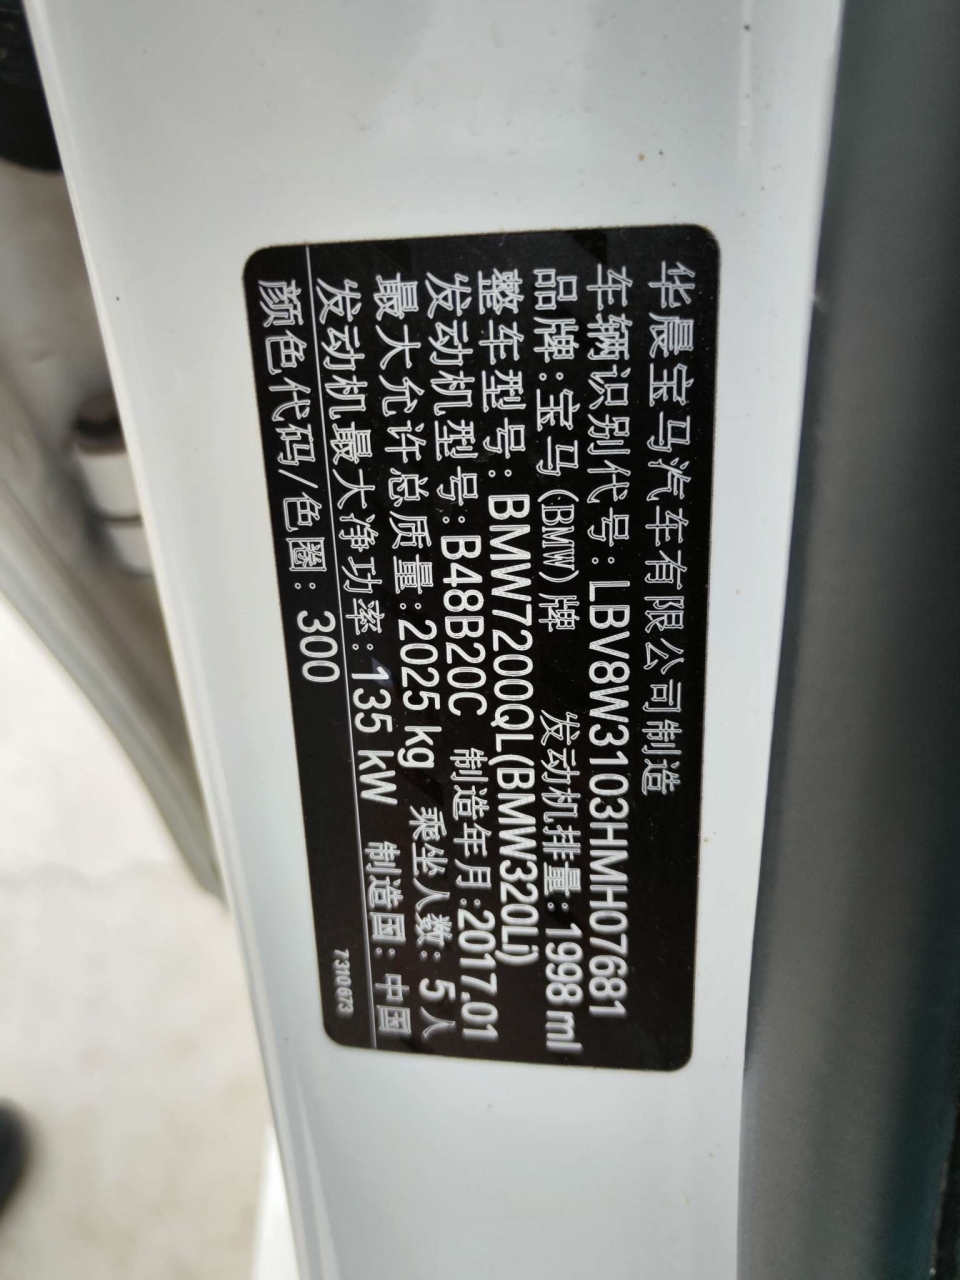 华晨宝马汽车有限公司制造
车辆识别代号:LBV8W3103HMH07681
品牌:宝马(BMW)牌 发动机排量:1998 ml
整车型号:BMW7200QL(BMW320Li)
发动机型号:B48B20C 制造年月:2017.01
最大允许总质量:2025 kg 乘坐人数:5人
发动机最大净功率:135 kW 制造国:中国
颜色代码/色圈:300
7310673